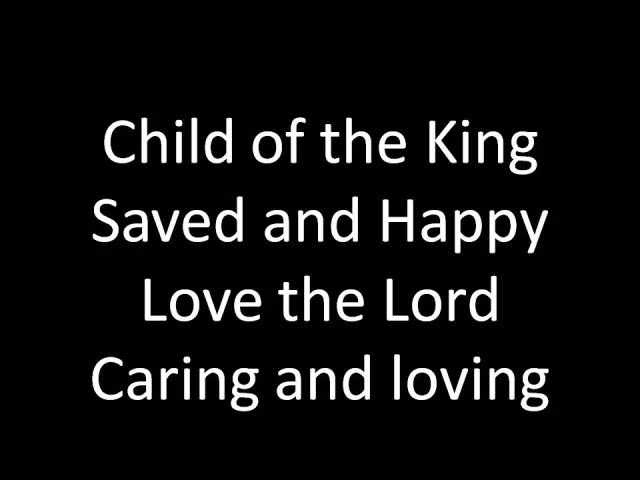 Child of the King
Saved and Happy
Love the Lord
Caring and loving